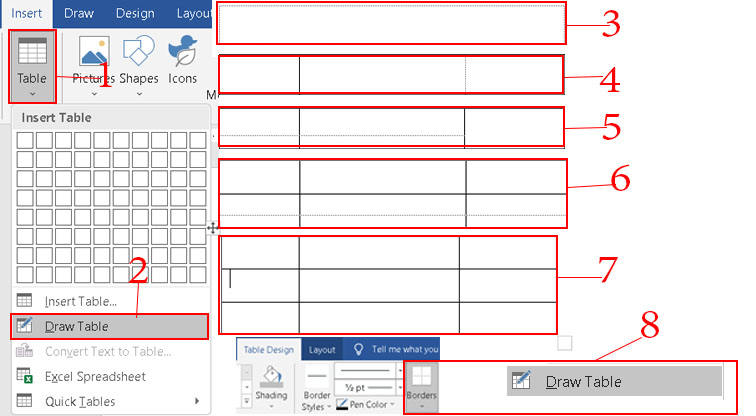 Insert Draw Design Layou
Table Pictures Shapes Icons
1
M
Insert Table
2
Insert Table...
Draw Table
Convert Text to Table...
Excel Spreadsheet
Quick Tables
3
4
5
6
7
8
Table Design Layout Tell me what you
Shading Border Styles ½ pt Pen Color Borders
Draw Table